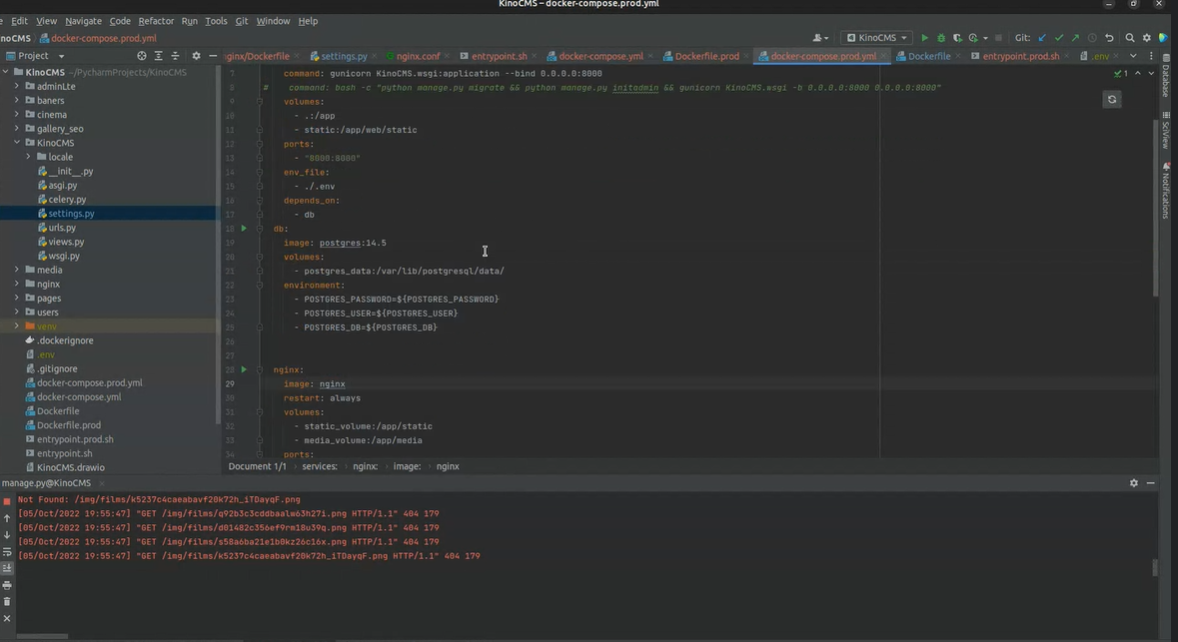 KinoCMS – docker-compose.prod.yml
Edit View Navigate Code Refactor Run Tools Git Window Help
noCMS docker-compose.prod.yml
KinoCMS Git:
Project
ginx/Dockerfile settings.py nginx.conf entrypoint.sh docker-compose.yml Dockerfile.prod docker-compose.prod.yml Dockerfile entrypoint.prod.sh .env
KinoCMS ~/PycharmProjects/KinoCMS
adminLte
baners
cinema
gallery_seo
KinoCMS
locale
__init__.py
asgi.py
celery.py
settings.py
urls.py
views.py
wsgi.py
media
nginx
pages
users
venv
.dockerignore
.env
.gitignore
docker-compose.prod.yml
docker-compose.yml
Dockerfile
Dockerfile.prod
entrypoint.prod.sh
entrypoint.sh
KinoCMS.drawio
7 command: gunicorn KinoCMS.wsgi:application --bind 0.0.0.0:8000
8 # command: bash -c "python manage.py migrate && python manage.py initadmin && gunicorn KinoCMS.wsgi -b 0.0.0.0:8000 0.0.0.0:8000"
9 volumes:
10 - .:/app
11 - static:/app/web/static
12 ports:
13 - "8000:8000"
14 env_file:
15 - ./.env
16 depends_on:
17 - db
18 db:
19 image: postgres:14.5
20 volumes:
21 - postgres_data:/var/lib/postgresql/data/
22 environment:
23 - POSTGRES_PASSWORD=${POSTGRES_PASSWORD}
24 - POSTGRES_USER=${POSTGRES_USER}
25 - POSTGRES_DB=${POSTGRES_DB}
26
27
28 nginx:
29 image: nginx
30 restart: always
31 volumes:
32 - static_volume:/app/static
33 - media_volume:/app/media
34 ports:
1
Database
SciView
Notifications
Document 1/1 services: nginx: image: nginx
manage.py@KinoCMS
Not Found: /img/films/k5237c4caeabavf20k72h_iTDayqF.png
[05/Oct/2022 19:55:47] "GET /img/films/q92b3c3cddbaalw63h27i.png HTTP/1.1" 404 179
[05/Oct/2022 19:55:47] "GET /img/films/d01482c356ef9rm18u39q.png HTTP/1.1" 404 179
[05/Oct/2022 19:55:47] "GET /img/films/s58a6ba21e1b0kz26c16x.png HTTP/1.1" 404 179
[05/Oct/2022 19:55:47] "GET /img/films/k5237c4caeabavf20k72h_iTDayqF.png HTTP/1.1" 404 179